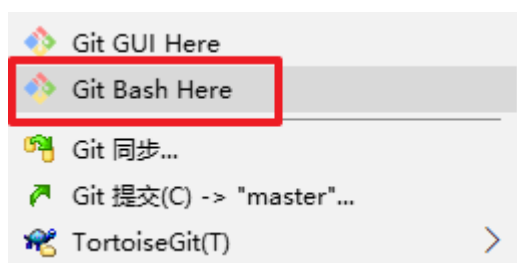 Git GUI Here
Git Bash Here
Git 同步...
Git 提交(C) -> "master"...
TortoiseGit(T)